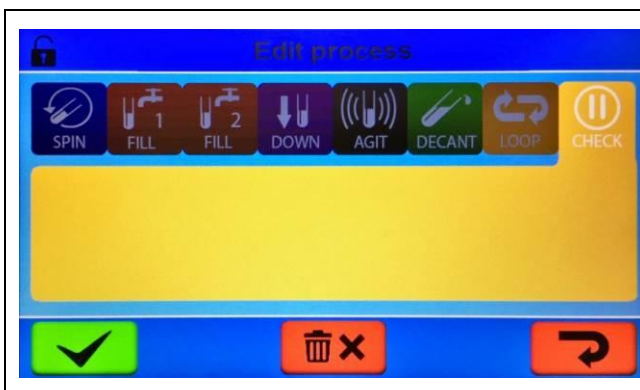 Edit process
1
2
SPIN
FILL
FILL
DOWN
AGIT
DECANT
LOOP
CHECK